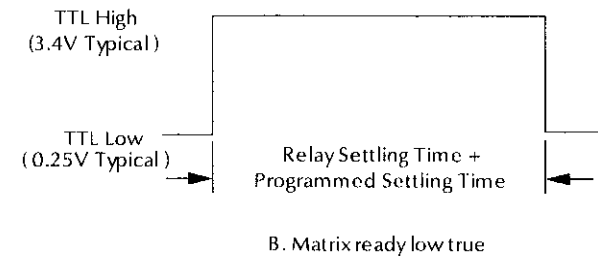 TTL High
(3.4V Typical)
TTL Low
(0.25V Typical)
Relay Settling Time +
Programmed Settling Time
B. Matrix ready low true